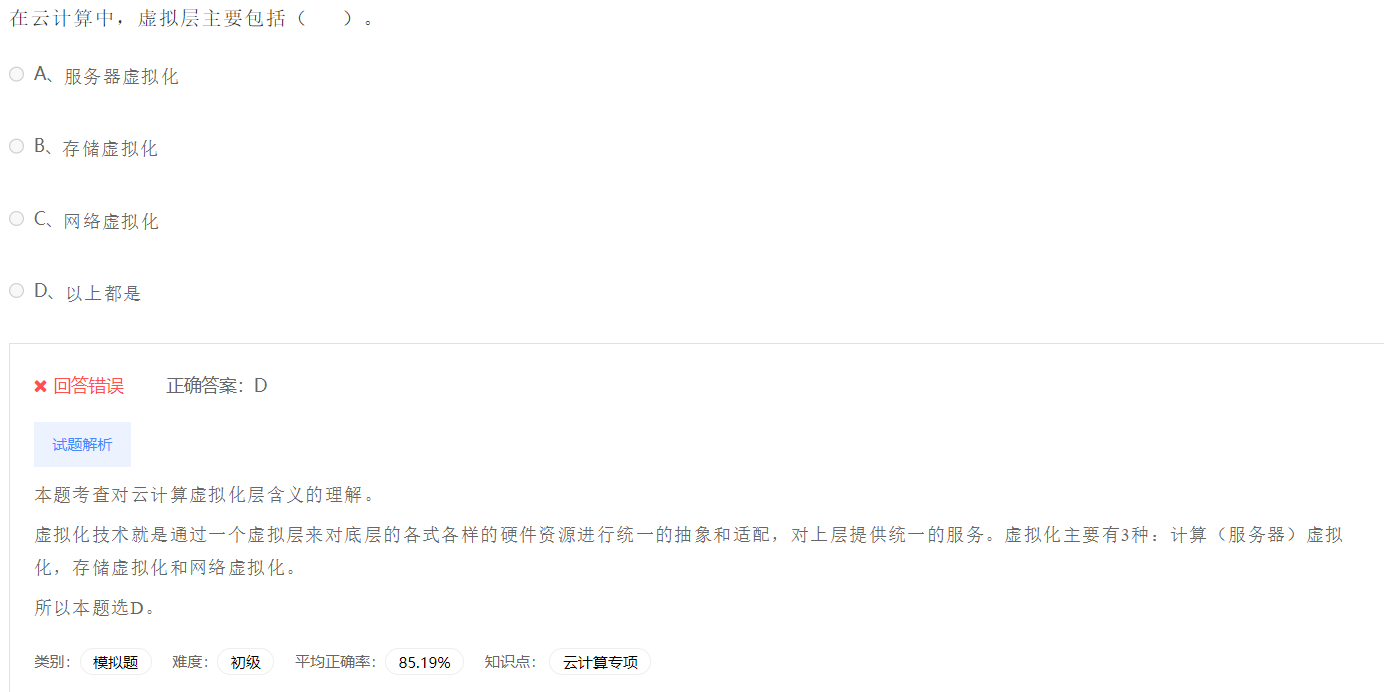 在云计算中，虚拟层主要包括（　　）。
A、服务器虚拟化
B、存储虚拟化
C、网络虚拟化
D、以上都是
回答错误 正确答案：D
试题解析
本题考查对云计算虚拟化层含义的理解。
虚拟化技术就是通过一个虚拟层来对底层的各式各样的硬件资源进行统一的抽象和适配，对上层提供统一的服务。虚拟化主要有3种：计算（服务器）虚拟
化，存储虚拟化和网络虚拟化。
所以本题选D。
类别： 模拟题 难度： 初级 平均正确率： 85.19% 知识点： 云计算专项